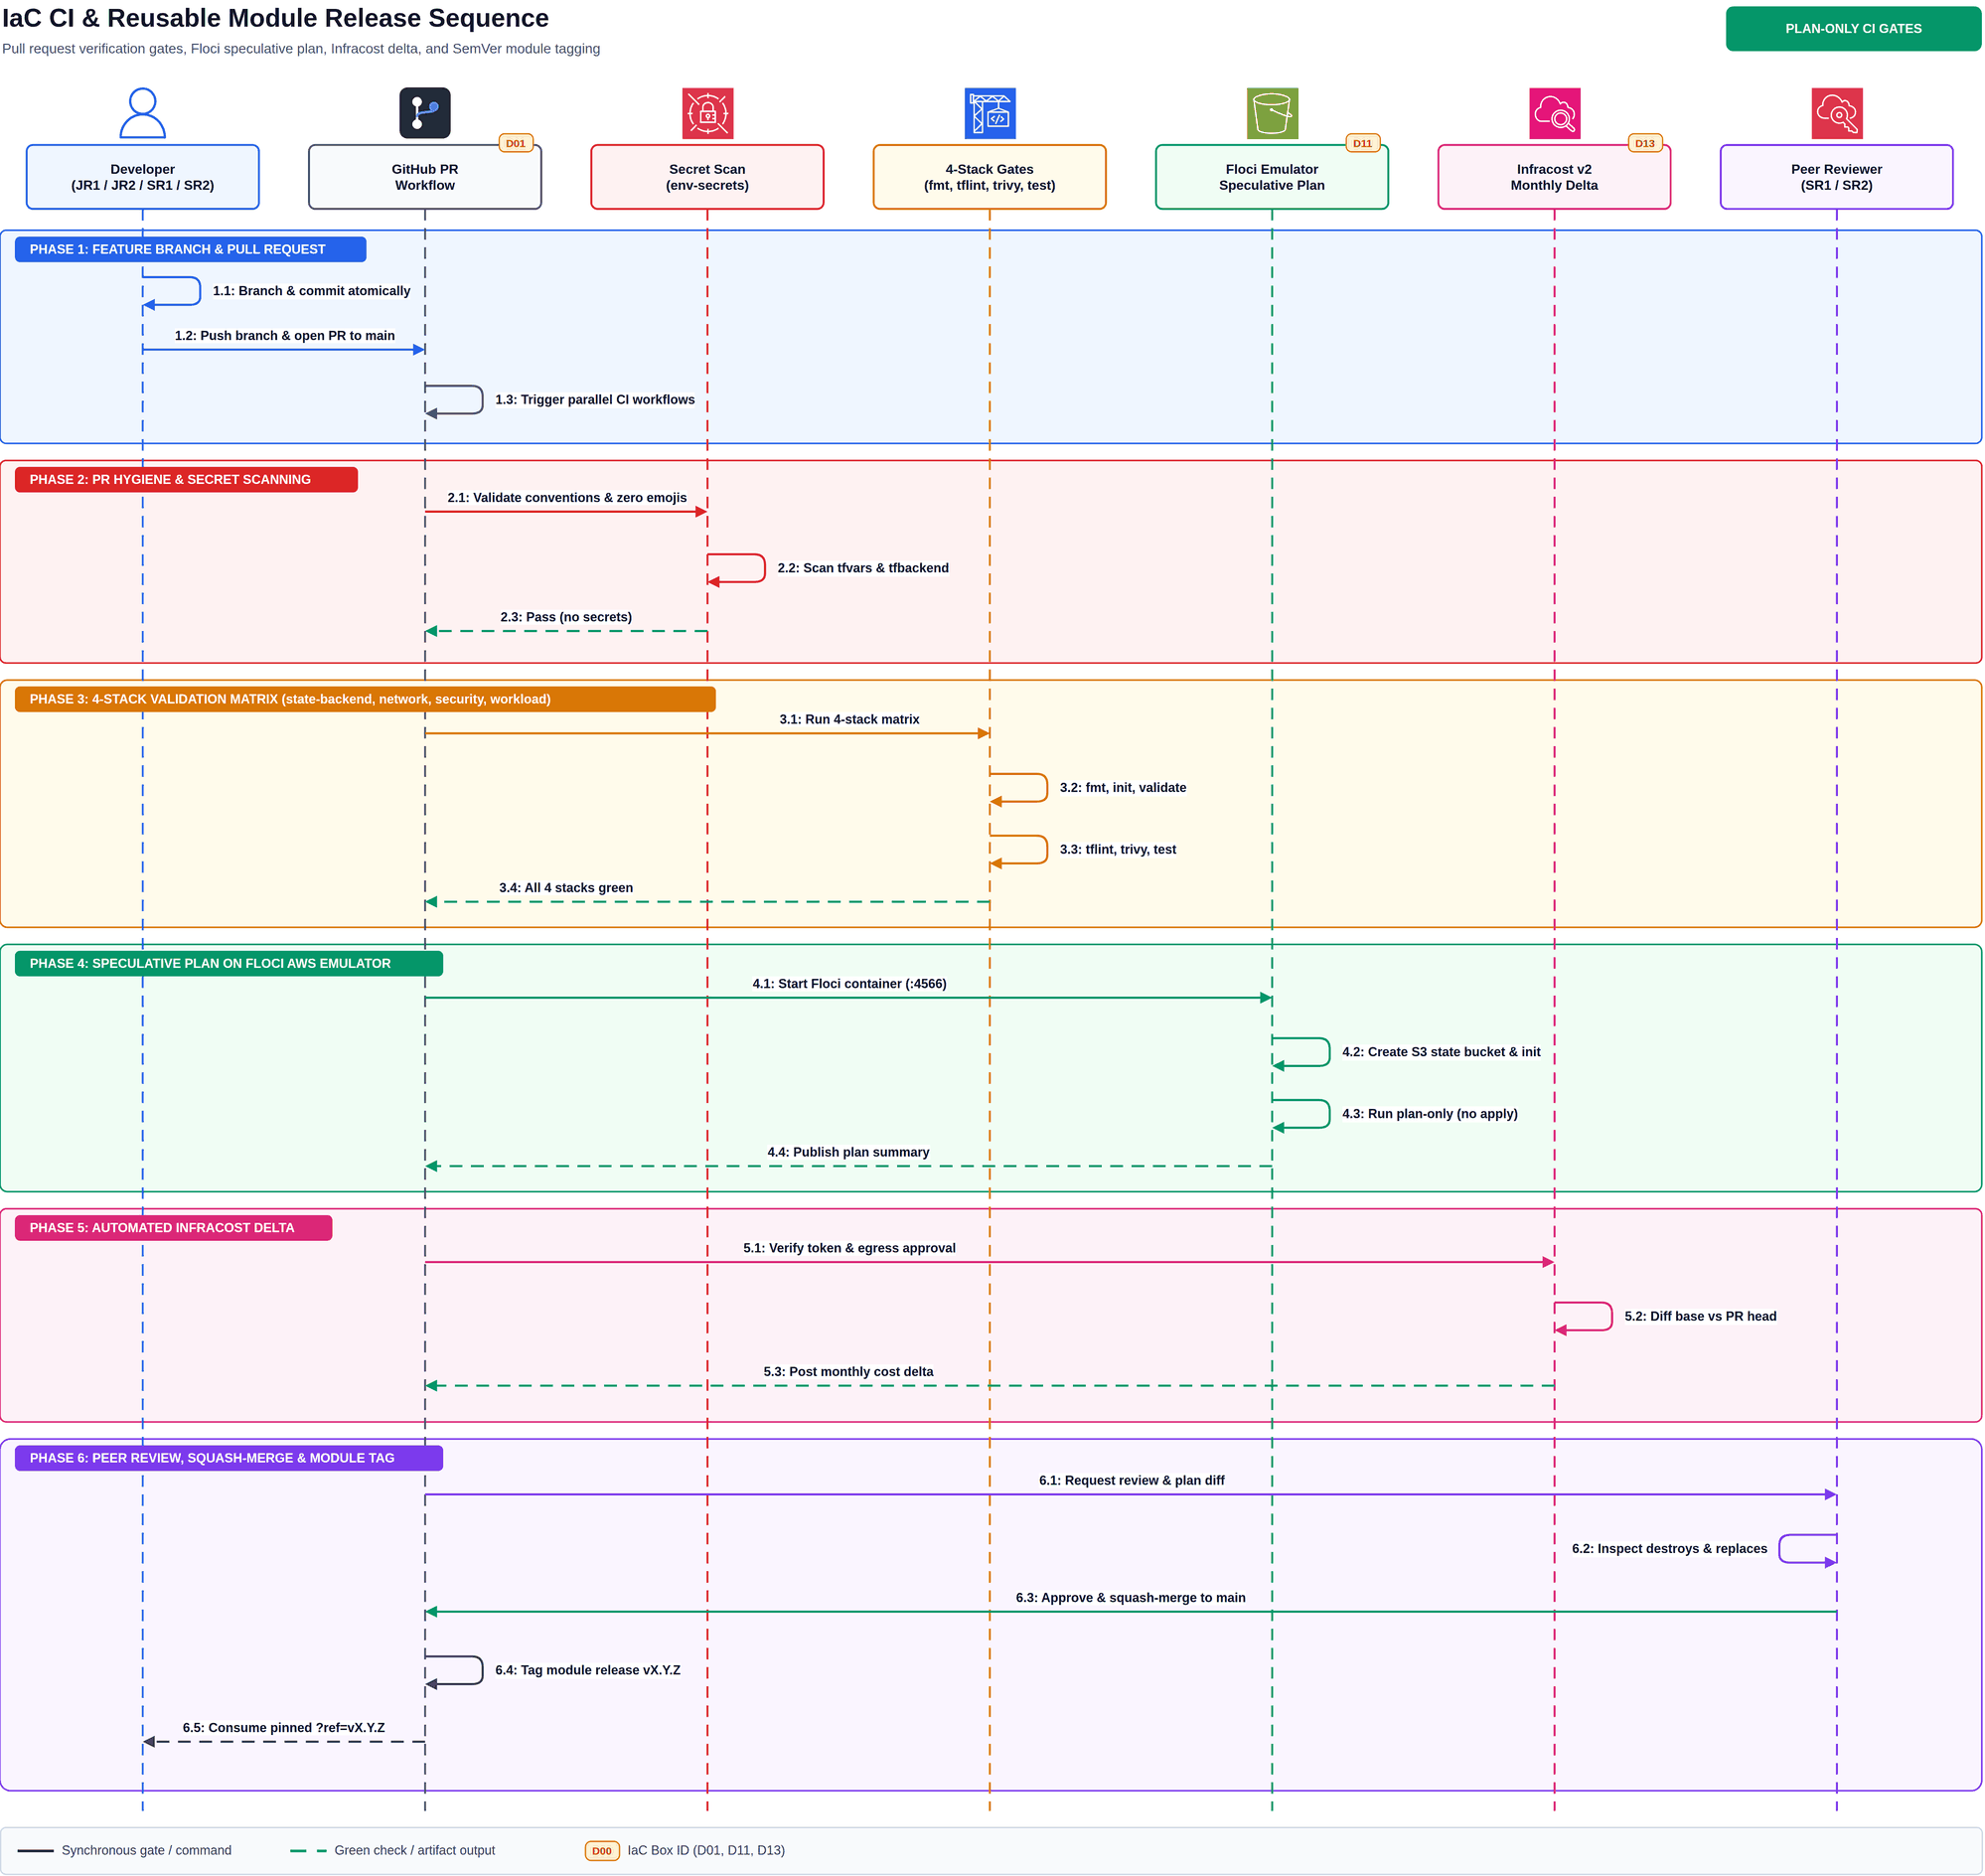 IaC CI & Reusable Module Release Sequence
Pull request verification gates, Floci speculative plan, Infracost delta, and SemVer module tagging
PLAN-ONLY CI GATES
Developer
(JR1 / JR2 / SR1 / SR2)
D01
GitHub PR
Workflow
Secret Scan
(env-secrets)
4-Stack Gates
(fmt, tflint, trivy, test)
D11
Floci Emulator
Speculative Plan
D13
Infracost v2
Monthly Delta
Peer Reviewer
(SR1 / SR2)
PHASE 1: FEATURE BRANCH & PULL REQUEST
1.1: Branch & commit atomically
1.2: Push branch & open PR to main
1.3: Trigger parallel CI workflows
PHASE 2: PR HYGIENE & SECRET SCANNING
2.1: Validate conventions & zero emojis
2.2: Scan tfvars & tfbackend
2.3: Pass (no secrets)
PHASE 3: 4-STACK VALIDATION MATRIX (state-backend, network, security, workload)
3.1: Run 4-stack matrix
3.2: fmt, init, validate
3.3: tflint, trivy, test
3.4: All 4 stacks green
PHASE 4: SPECULATIVE PLAN ON FLOCI AWS EMULATOR
4.1: Start Floci container (:4566)
4.2: Create S3 state bucket & init
4.3: Run plan-only (no apply)
4.4: Publish plan summary
PHASE 5: AUTOMATED INFRACOST DELTA
5.1: Verify token & egress approval
5.2: Diff base vs PR head
5.3: Post monthly cost delta
PHASE 6: PEER REVIEW, SQUASH-MERGE & MODULE TAG
6.1: Request review & plan diff
6.2: Inspect destroys & replaces
6.3: Approve & squash-merge to main
6.4: Tag module release vX.Y.Z
6.5: Consume pinned ?ref=vX.Y.Z
Synchronous gate / command
Green check / artifact output
D00
IaC Box ID (D01, D11, D13)